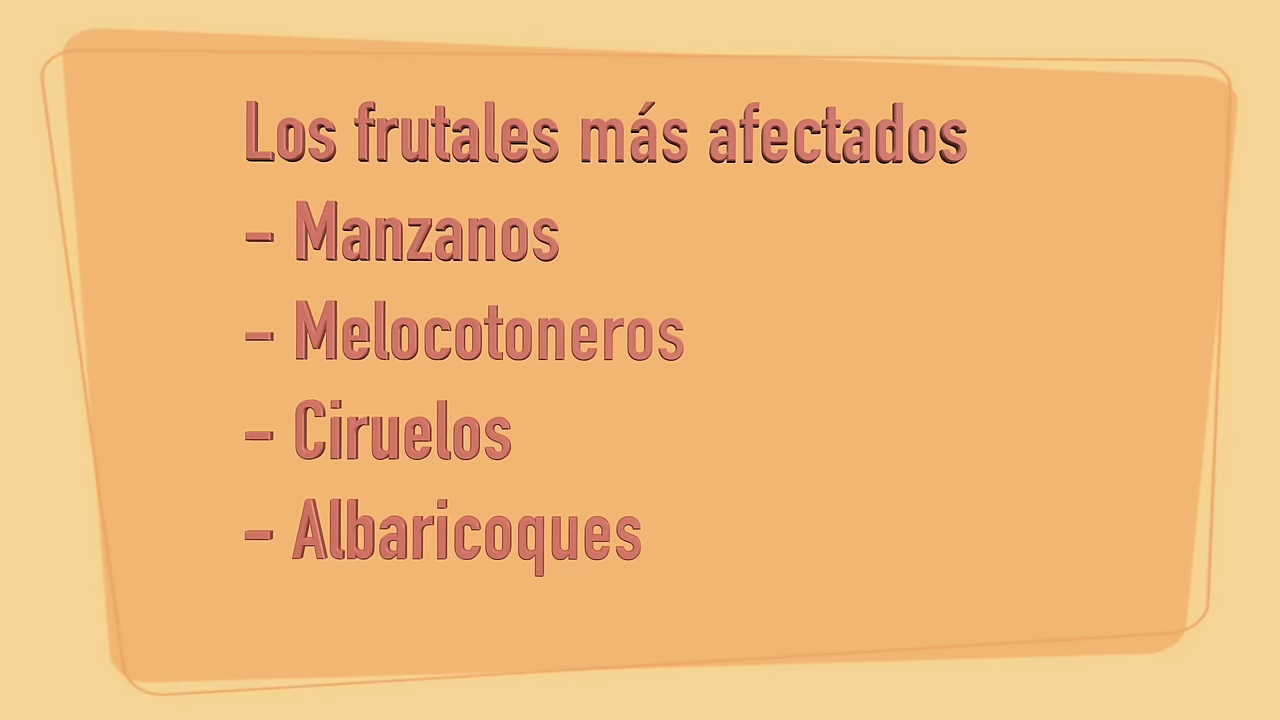 Los frutales más afectados
– Manzanos
– Melocotoneros
– Ciruelos
– Albaricoques